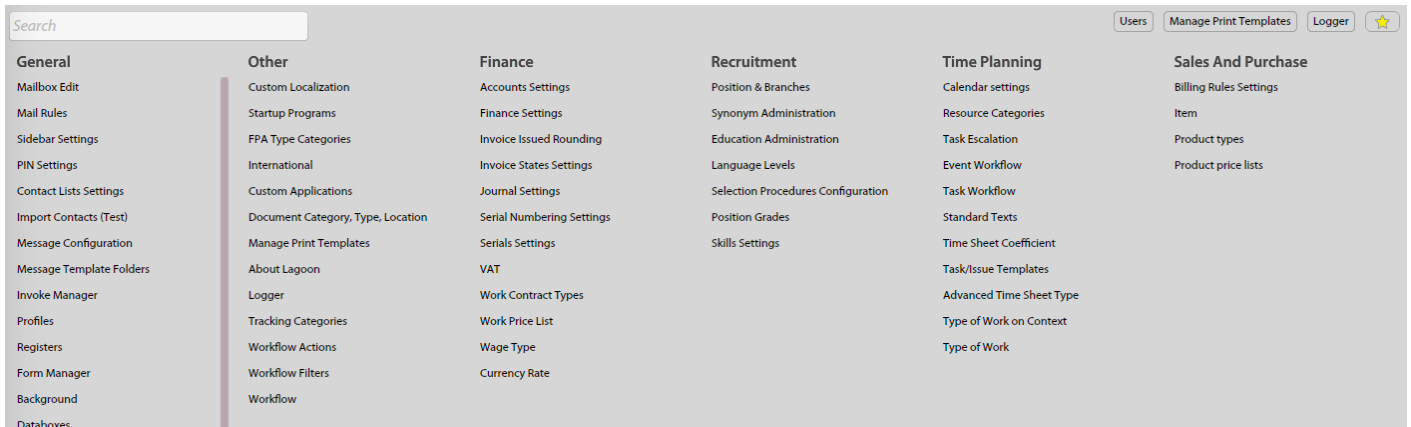 Search
Users
Manage Print Templates
Logger
General
Mailbox Edit
Mail Rules
Sidebar Settings
PIN Settings
Contact Lists Settings
Import Contacts (Test)
Message Configuration
Message Template Folders
Invoke Manager
Profiles
Registers
Form Manager
Background
Databoxes
Other
Custom Localization
Startup Programs
FPA Type Categories
International
Custom Applications
Document Category, Type, Location
Manage Print Templates
About Lagoon
Logger
Tracking Categories
Workflow Actions
Workflow Filters
Workflow
Finance
Accounts Settings
Finance Settings
Invoice Issued Rounding
Invoice States Settings
Journal Settings
Serial Numbering Settings
Serials Settings
VAT
Work Contract Types
Work Price List
Wage Type
Currency Rate
Recruitment
Position & Branches
Synonym Administration
Education Administration
Language Levels
Selection Procedures Configuration
Position Grades
Skills Settings
Time Planning
Calendar settings
Resource Categories
Task Escalation
Event Workflow
Task Workflow
Standard Texts
Time Sheet Coefficient
Task/Issue Templates
Advanced Time Sheet Type
Type of Work on Context
Type of Work
Sales And Purchase
Billing Rules Settings
Item
Product types
Product price lists